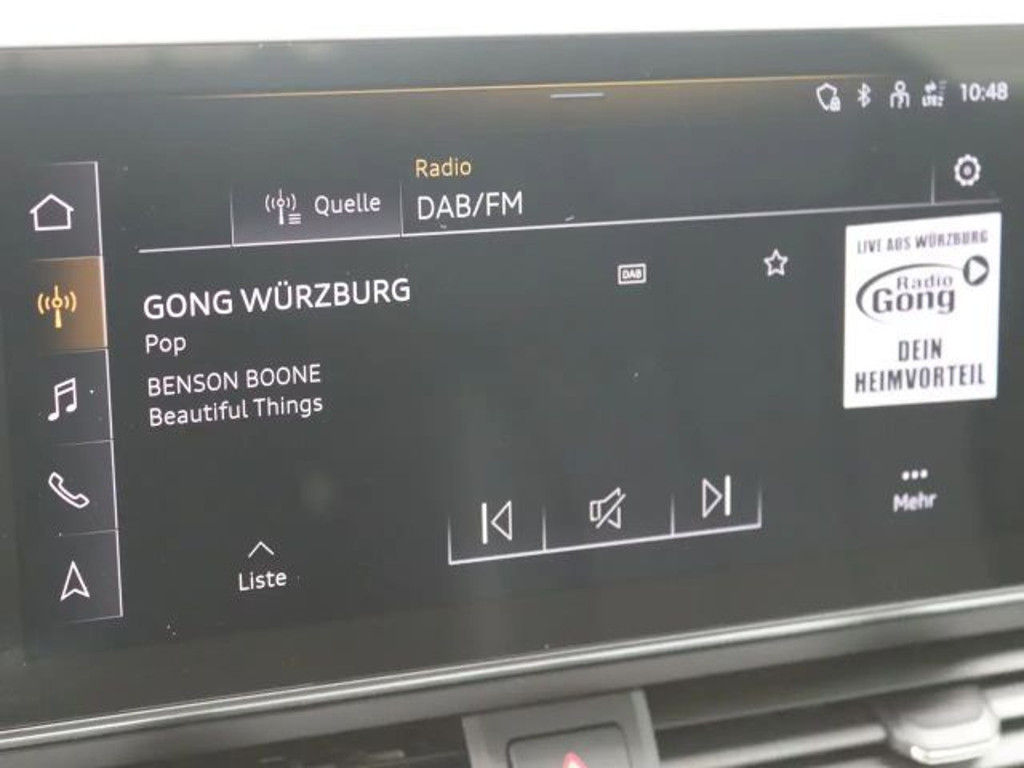 LTE2 10:48
Radio
Quelle DAB/FM
GONG WÜRZBURG
DAB
Pop
BENSON BOONE
Beautiful Things
LIVE AUS WÜRZBURG
Radio
Gong
DEIN
HEIMVORTEIL
Mehr
Liste